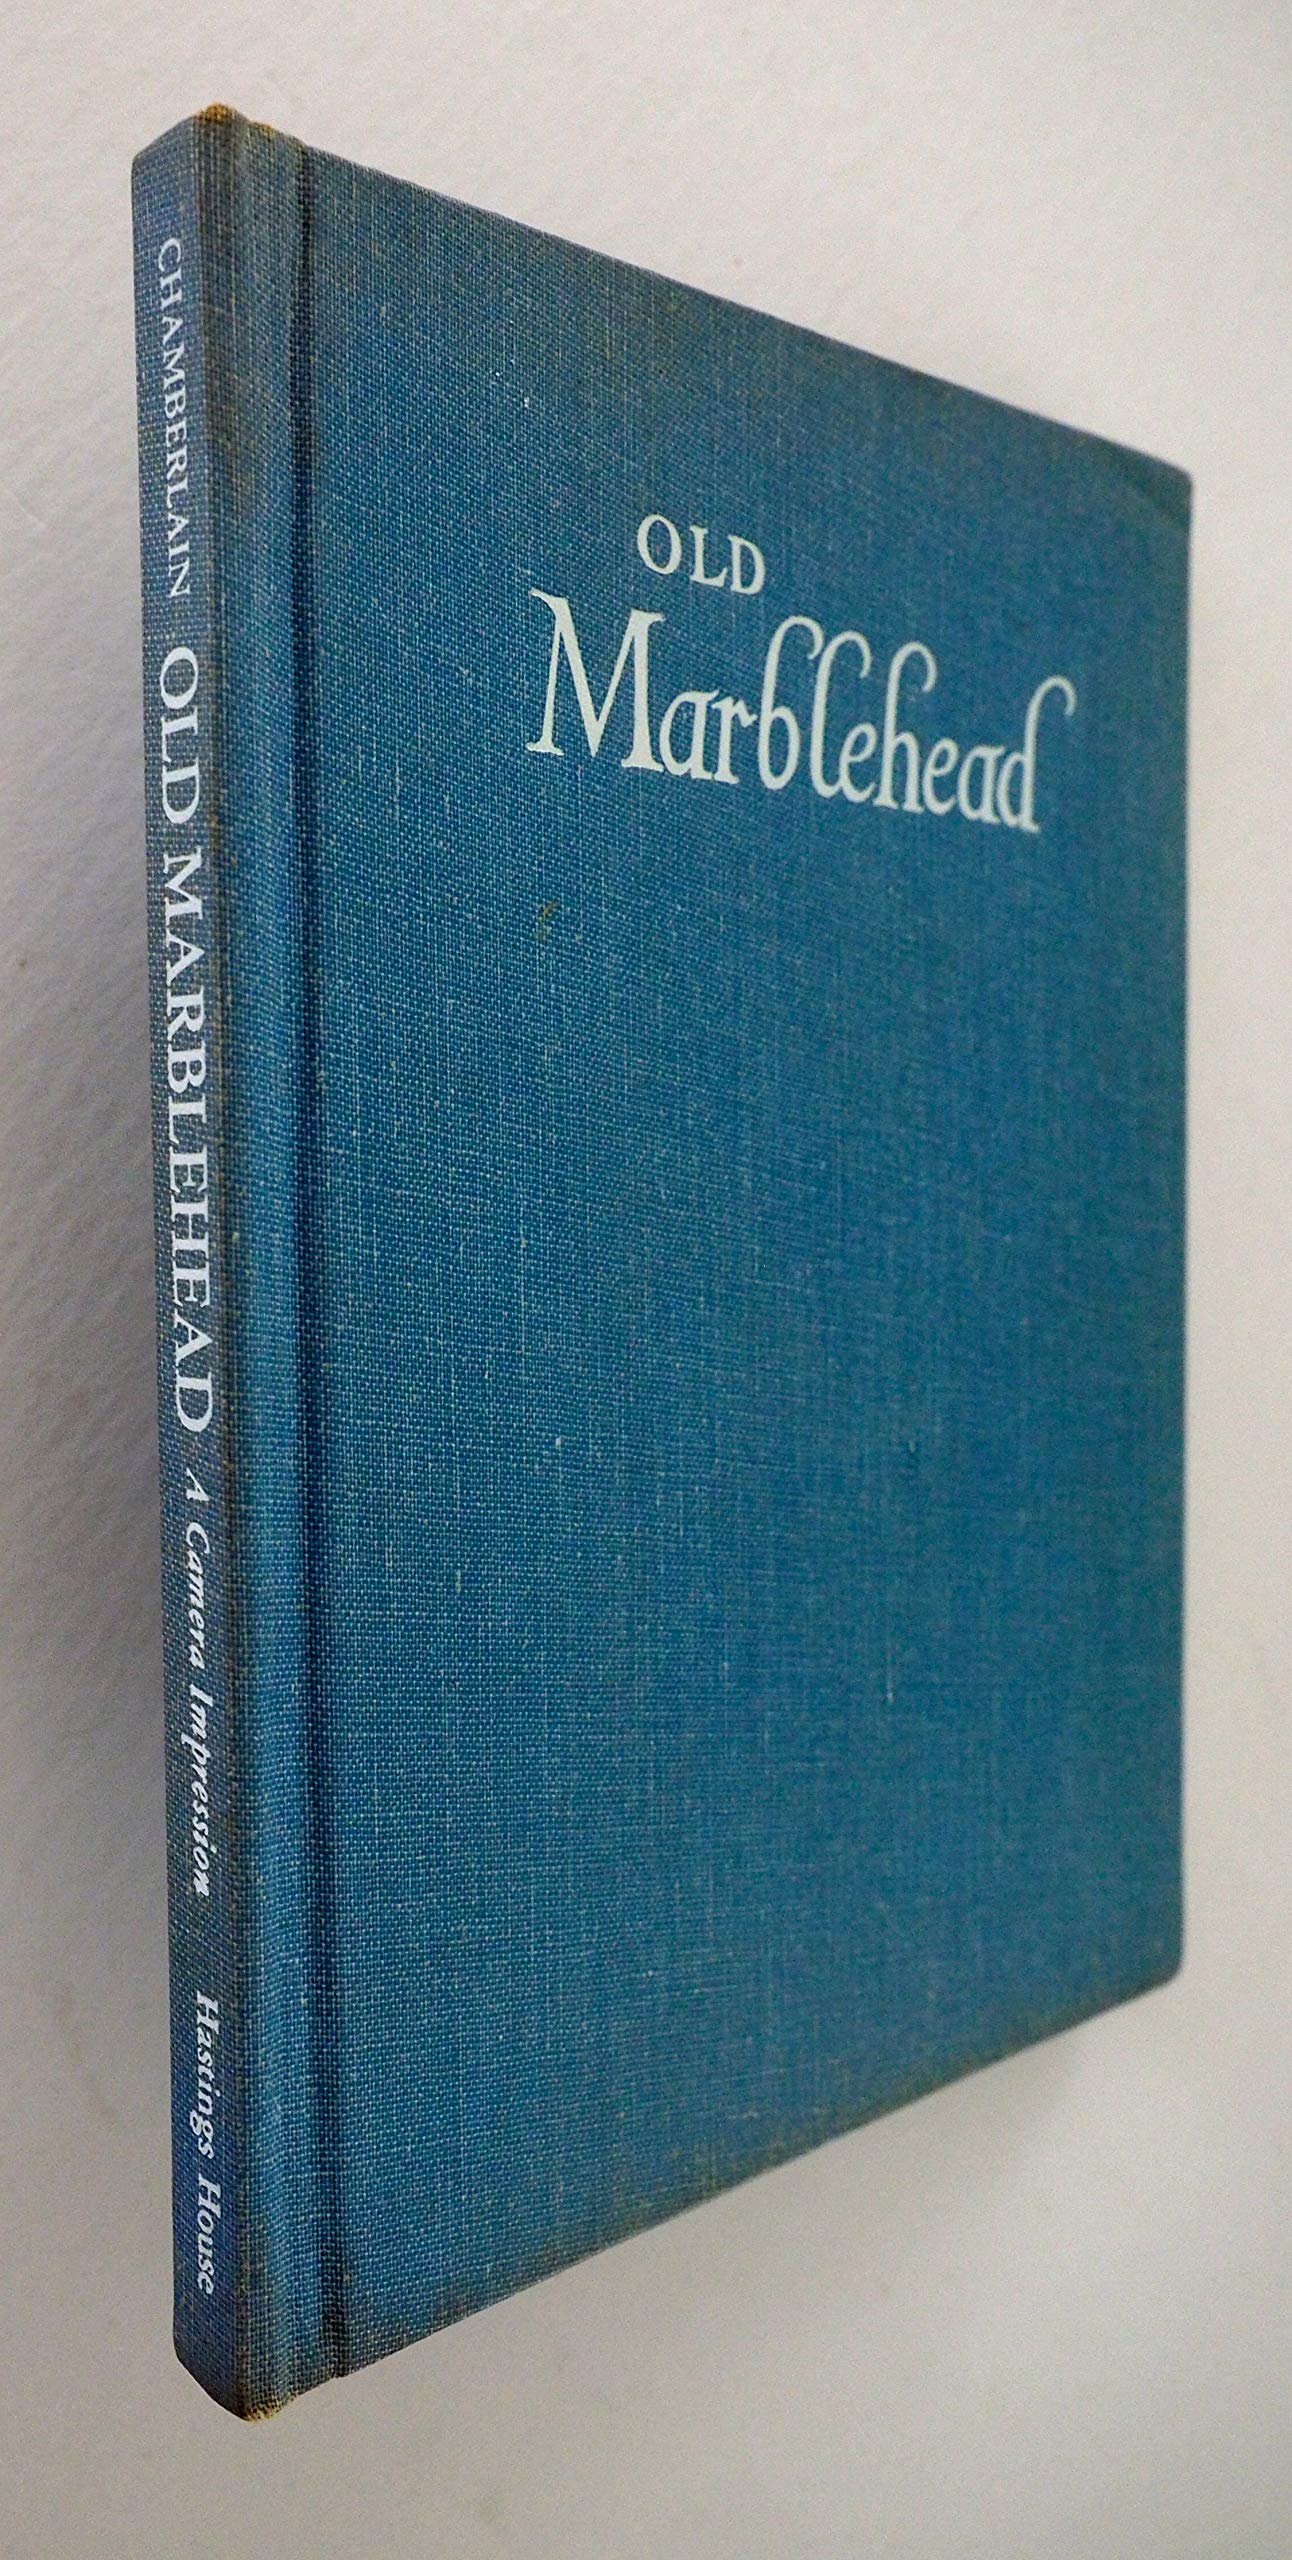 OLD
Marblehead
CHAMBERLAIN OLD MARBLEHEAD A Camera Impression Hastings House